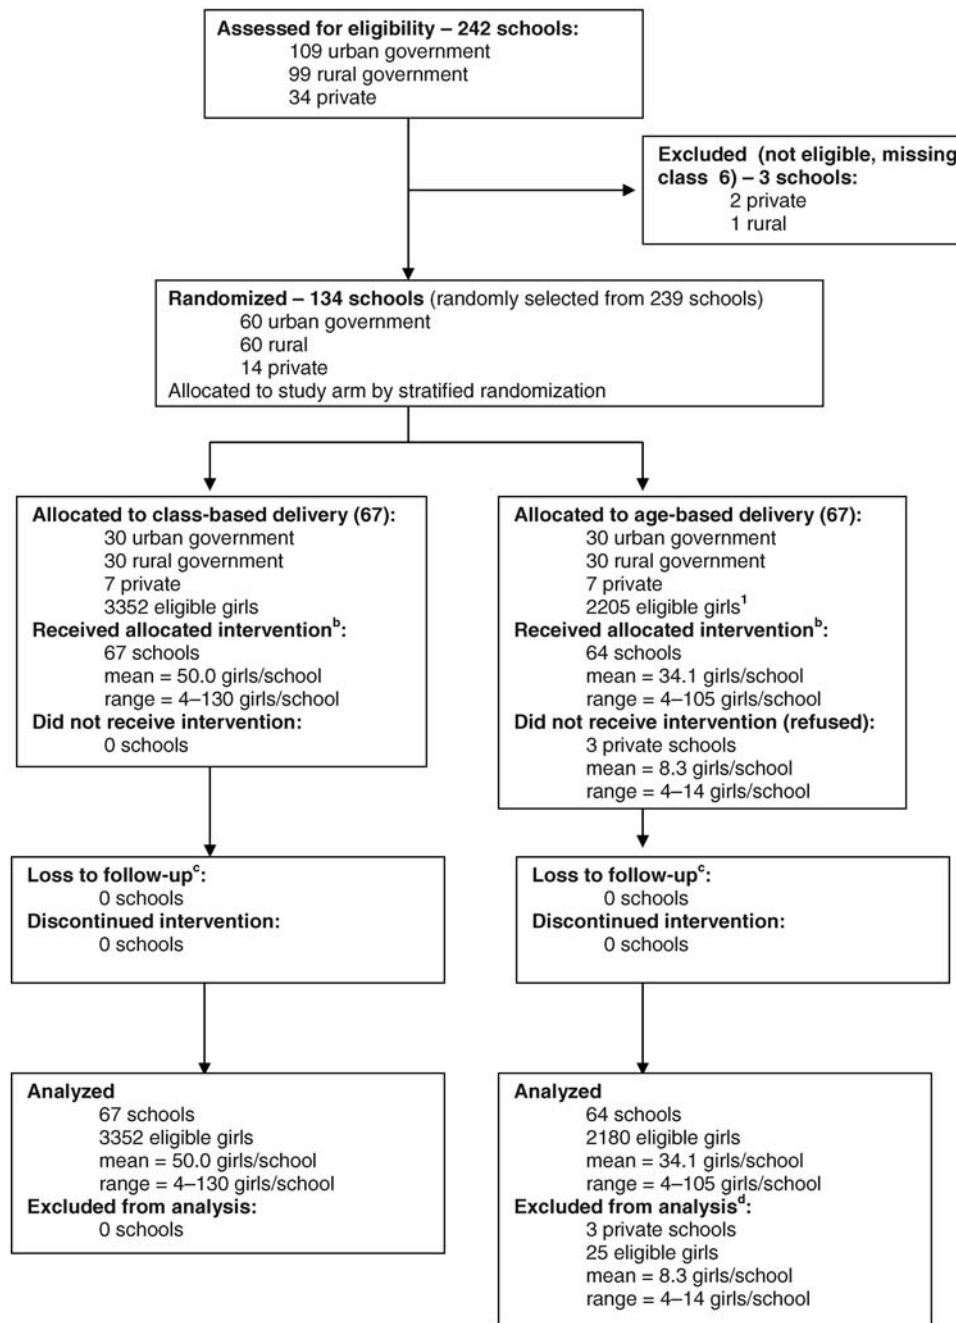 Assessed for eligibility – 242 schools:
109 urban government
99 rural government
34 private
Excluded (not eligible, missing
class 6) – 3 schools:
2 private
1 rural
Randomized – 134 schools (randomly selected from 239 schools)
60 urban government
60 rural
14 private
Allocated to study arm by stratified randomization
Allocated to class-based delivery (67):
30 urban government
30 rural government
7 private
3352 eligible girls
Received allocated intervention^b:
67 schools
mean = 50.0 girls/school
range = 4–130 girls/school
Did not receive intervention:
0 schools
Allocated to age-based delivery (67):
30 urban government
30 rural government
7 private
2205 eligible girls^1
Received allocated intervention^b:
64 schools
mean = 34.1 girls/school
range = 4–105 girls/school
Did not receive intervention (refused):
3 private schools
mean = 8.3 girls/school
range = 4–14 girls/school
Loss to follow-up^c:
0 schools
Discontinued intervention:
0 schools
Loss to follow-up^c:
0 schools
Discontinued intervention:
0 schools
Analyzed
67 schools
3352 eligible girls
mean = 50.0 girls/school
range = 4–130 girls/school
Excluded from analysis:
0 schools
Analyzed
64 schools
2180 eligible girls
mean = 34.1 girls/school
range = 4–105 girls/school
Excluded from analysis^d:
3 private schools
25 eligible girls
mean = 8.3 girls/school
range = 4–14 girls/school